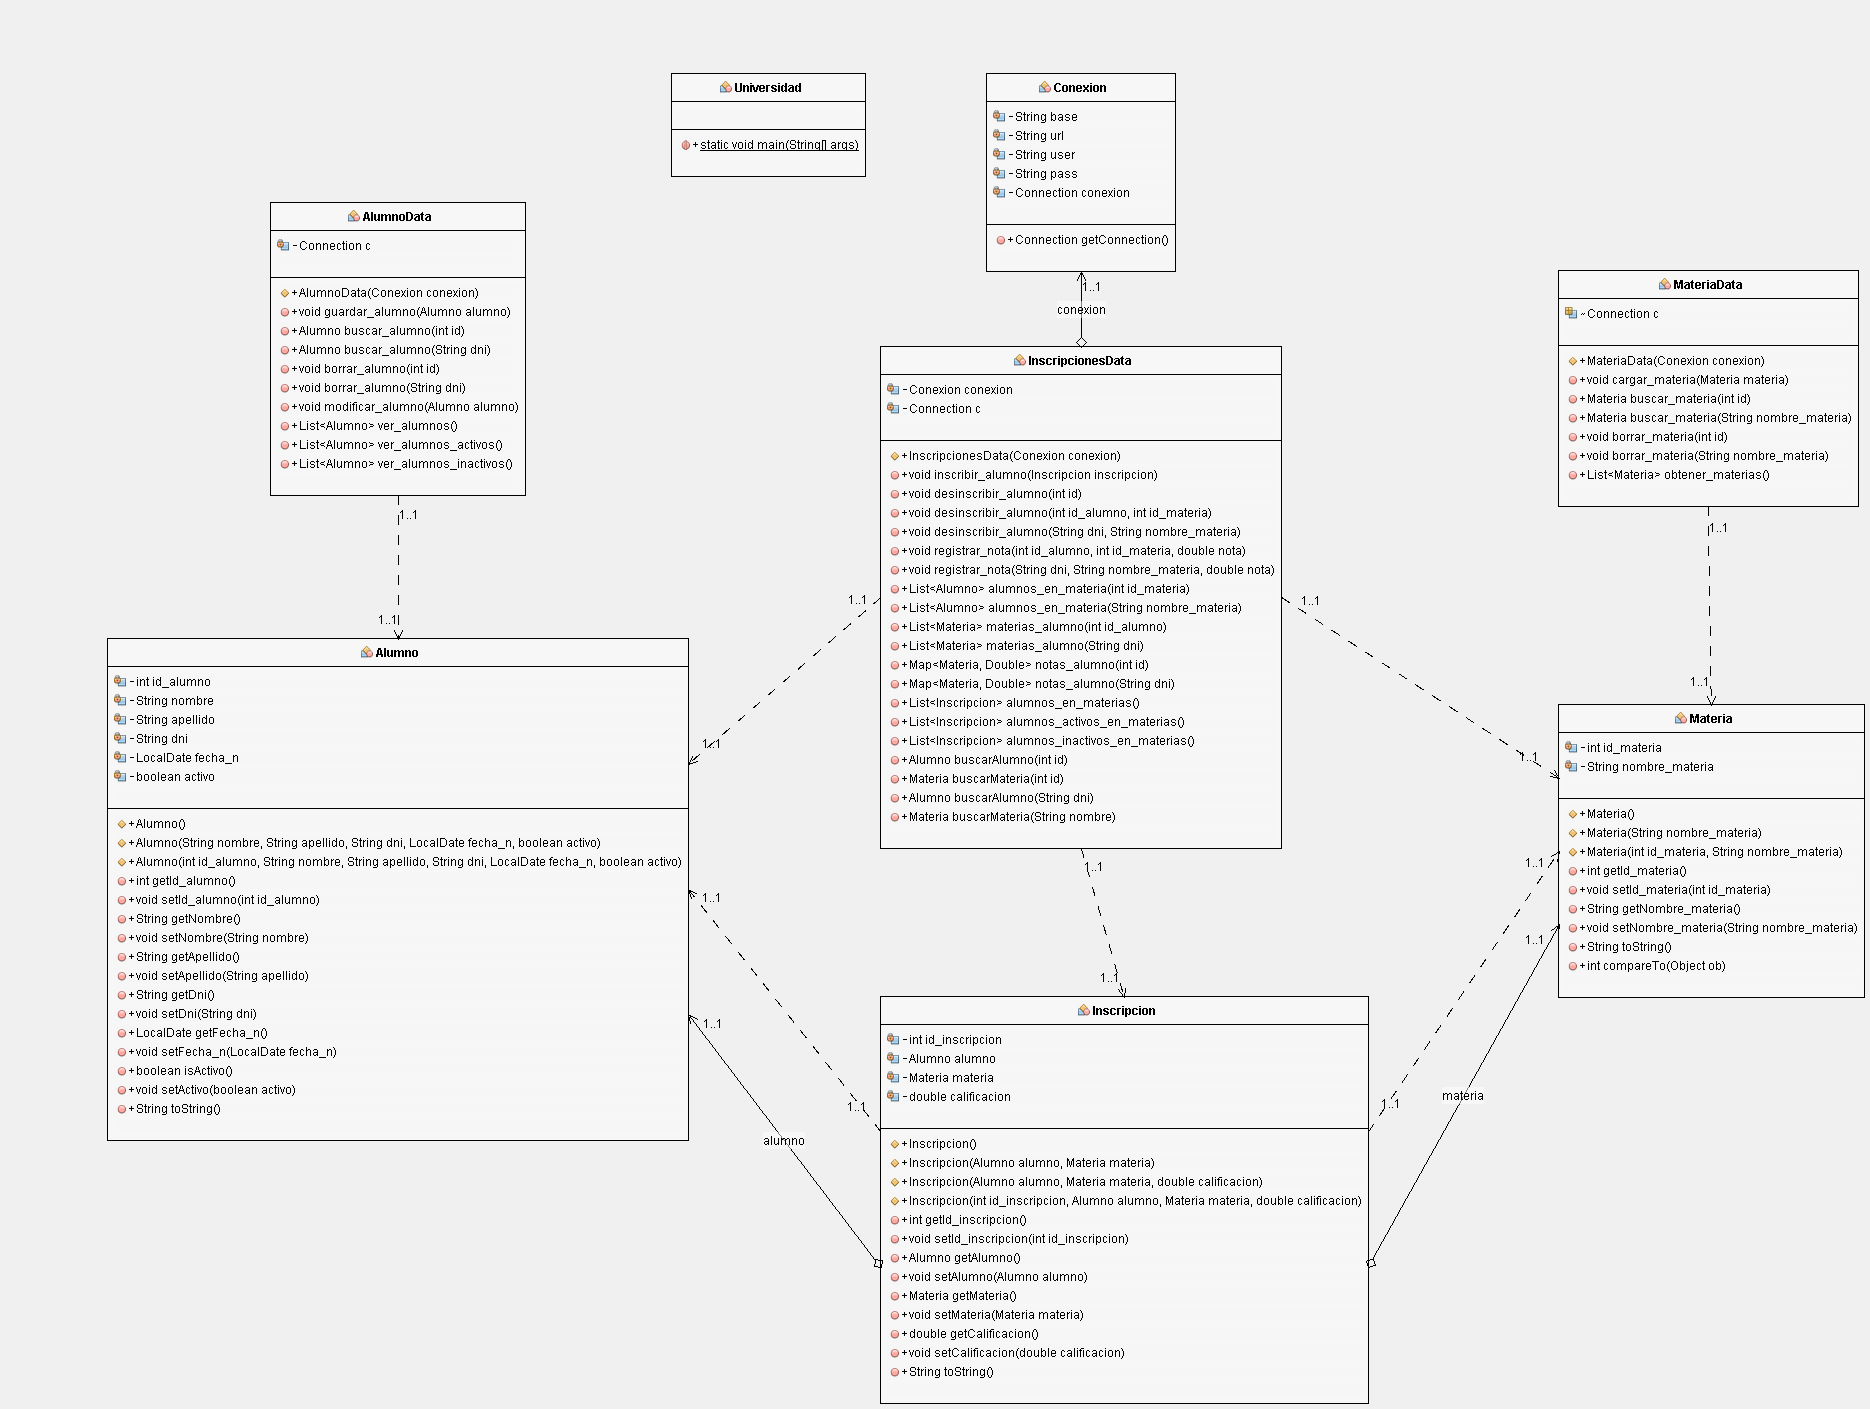 Universidad
+static void main(String[] args)
Conexion
-String base
-String url
-String user
-String pass
-Connection conexion
+Connection getConnection()
AlumnoData
-Connection c
+AlumnoData(Conexion conexion)
+void guardar_alumno(Alumno alumno)
+Alumno buscar_alumno(int id)
+Alumno buscar_alumno(String dni)
+void borrar_alumno(int id)
+void borrar_alumno(String dni)
+void modificar_alumno(Alumno alumno)
+List<Alumno> ver_alumnos()
+List<Alumno> ver_alumnos_activos()
+List<Alumno> ver_alumnos_inactivos()
1..1
conexion
InscripcionesData
-Conexion conexion
-Connection c
+InscripcionesData(Conexion conexion)
+void inscribir_alumno(Inscripcion inscripcion)
+void desinscribir_alumno(int id)
+void desinscribir_alumno(int id_alumno, int id_materia)
+void desinscribir_alumno(String dni, String nombre_materia)
+void registrar_nota(int id_alumno, int id_materia, double nota)
+void registrar_nota(String dni, String nombre_materia, double nota)
+List<Alumno> alumnos_en_materia(int id_materia)
+List<Alumno> alumnos_en_materia(String nombre_materia)
+List<Materia> materias_alumno(int id_alumno)
+List<Materia> materias_alumno(String dni)
+Map<Materia, Double> notas_alumno(int id)
+Map<Materia, Double> notas_alumno(String dni)
+List<Inscripcion> alumnos_en_materias()
+List<Inscripcion> alumnos_activos_en_materias()
+List<Inscripcion> alumnos_inactivos_en_materias()
+Alumno buscarAlumno(int id)
+Materia buscarMateria(int id)
+Alumno buscarAlumno(String dni)
+Materia buscarMateria(String nombre)
MateriaData
~Connection c
+MateriaData(Conexion conexion)
+void cargar_materia(Materia materia)
+Materia buscar_materia(int id)
+Materia buscar_materia(String nombre_materia)
+void borrar_materia(int id)
+void borrar_materia(String nombre_materia)
+List<Materia> obtener_materias()
1..1
1..1
1..1
1..1
1..1
1..1
1..1
1..1
Alumno
-int id_alumno
-String nombre
-String apellido
-String dni
-LocalDate fecha_n
-boolean activo
+Alumno()
+Alumno(String nombre, String apellido, String dni, LocalDate fecha_n, boolean activo)
+Alumno(int id_alumno, String nombre, String apellido, String dni, LocalDate fecha_n, boolean activo)
+int getId_alumno()
+void setId_alumno(int id_alumno)
+String getNombre()
+void setNombre(String nombre)
+String getApellido()
+void setApellido(String apellido)
+String getDni()
+void setDni(String dni)
+LocalDate getFecha_n()
+void setFecha_n(LocalDate fecha_n)
+boolean isActivo()
+void setActivo(boolean activo)
+String toString()
Materia
-int id_materia
-String nombre_materia
+Materia()
+Materia(String nombre_materia)
+Materia(int id_materia, String nombre_materia)
+int getId_materia()
+void setId_materia(int id_materia)
+String getNombre_materia()
+void setNombre_materia(String nombre_materia)
+String toString()
+int compareTo(Object ob)
1..1
1..1
1..1
1..1
1..1
1..1
1..1
1..1
alumno
materia
Inscripcion
-int id_inscripcion
-Alumno alumno
-Materia materia
-double calificacion
+Inscripcion()
+Inscripcion(Alumno alumno, Materia materia)
+Inscripcion(Alumno alumno, Materia materia, double calificacion)
+Inscripcion(int id_inscripcion, Alumno alumno, Materia materia, double calificacion)
+int getId_inscripcion()
+void setId_inscripcion(int id_inscripcion)
+Alumno getAlumno()
+void setAlumno(Alumno alumno)
+Materia getMateria()
+void setMateria(Materia materia)
+double getCalificacion()
+void setCalificacion(double calificacion)
+String toString()